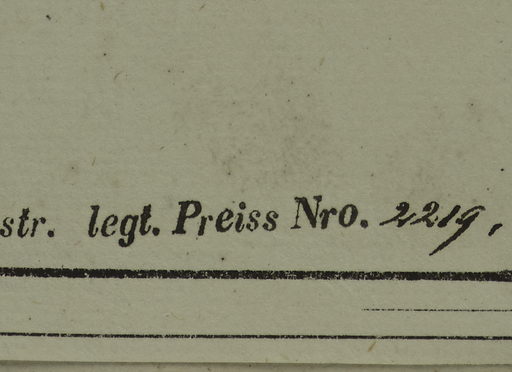 str. legt. Preiss Nro. 2219,